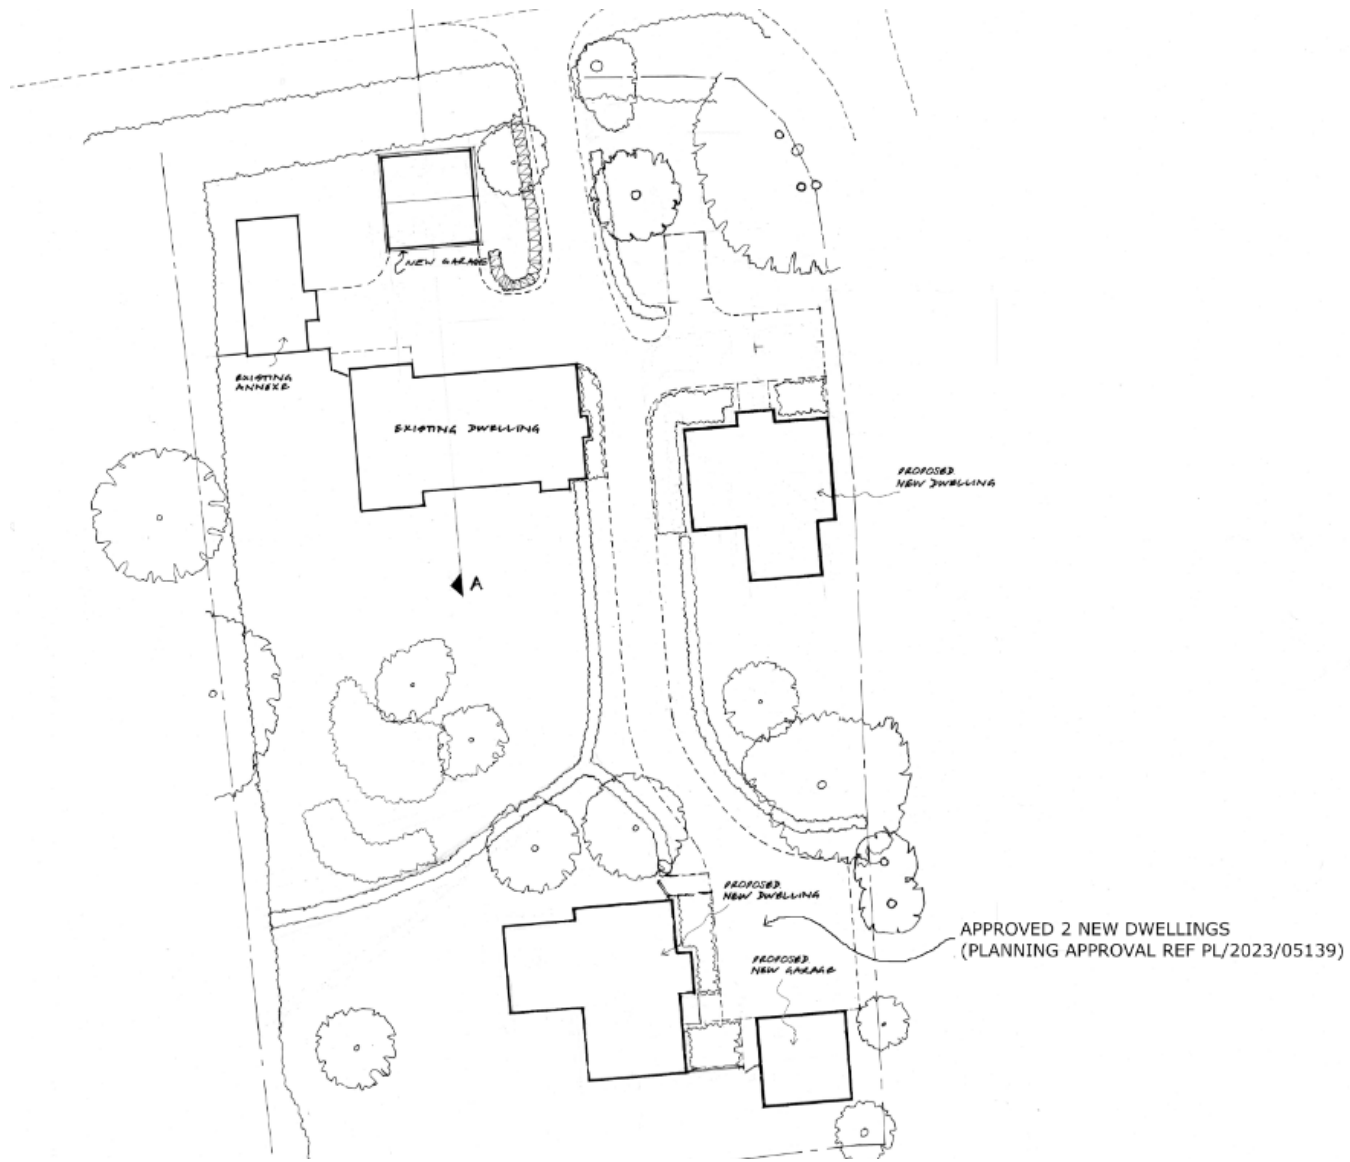 NEW GARAGE
EXISTING
ANNEXE
EXISTING DWELLING
PROPOSED
NEW DWELLING
A
PROPOSED
NEW DWELLING
APPROVED 2 NEW DWELLINGS
(PLANNING APPROVAL REF PL/2023/05139)
PROPOSED
NEW GARAGE